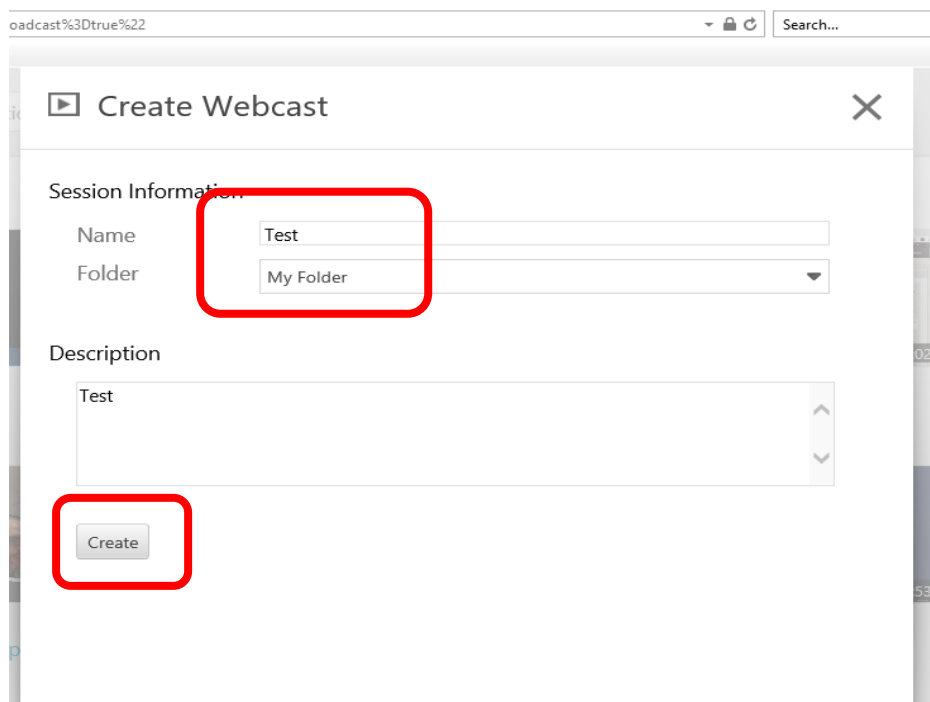 oadcast%3Dtrue%22 Search...
Create Webcast
Session Information
Name Test
Folder My Folder
Description
Test
Create